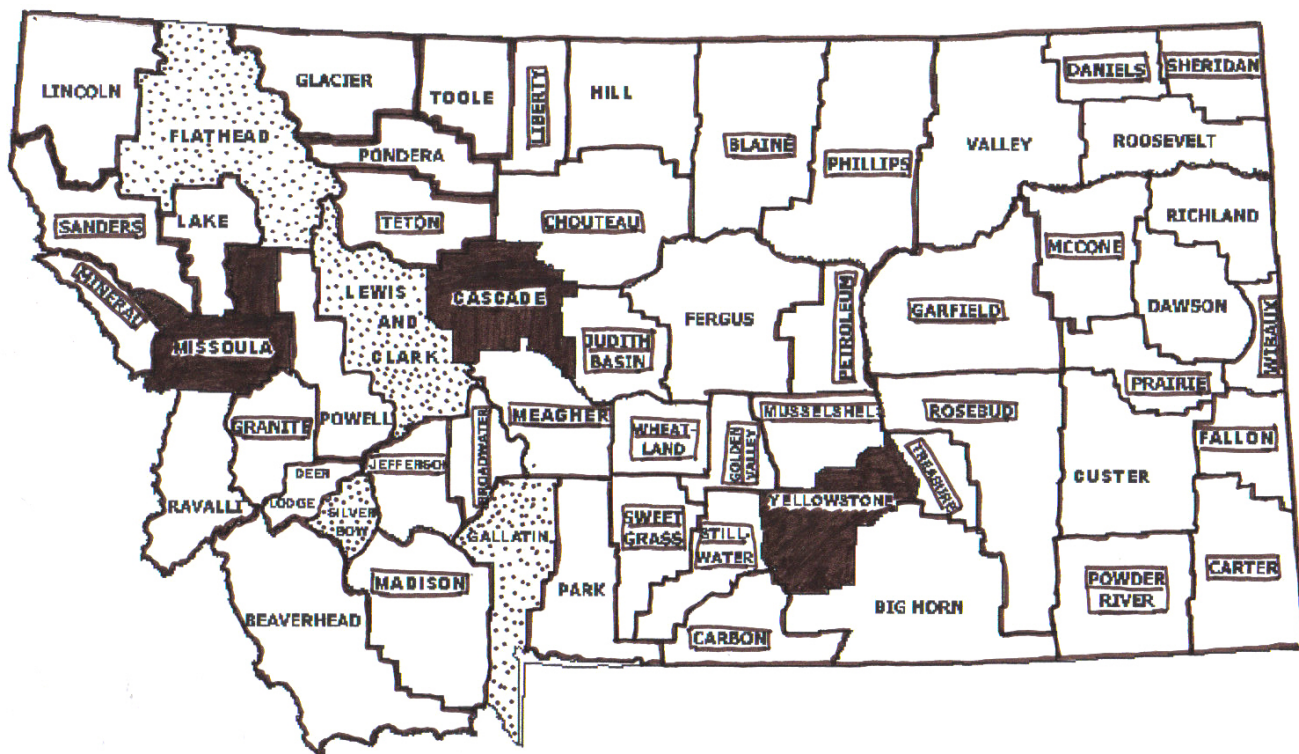 LINCOLN
FLATHEAD
GLACIER
TOOLE
LIBERTY
HILL
BLAINE
PHILLIPS
VALLEY
DANIELS
SHERIDAN
ROOSEVELT
PONDERA
SANDERS
LAKE
TETON
CHOUTEAU
RICHLAND
MCCONE
MINERAL
MISSOULA
LEWIS
AND
CLARK
CASCADE
JUDITH
BASIN
FERGUS
PETROLEUM
GARFIELD
DAWSON
WIBAUX
PRAIRIE
GRANITE
POWELL
MEAGHER
WHEAT-
LAND
GOLDEN
VALLEY
MUSSELSHEL
ROSEBUD
FALLON
JEFFERSON
BROADWATER
DEER
LODGE
TREASURE
CUSTER
RAVALLI
SILVER
BOW
GALLATIN
SWEET
GRASS
STILL-
WATER
YELLOWSTONE
CARTER
BEAVERHEAD
MADISON
PARK
CARBON
BIG HORN
POWDER
RIVER